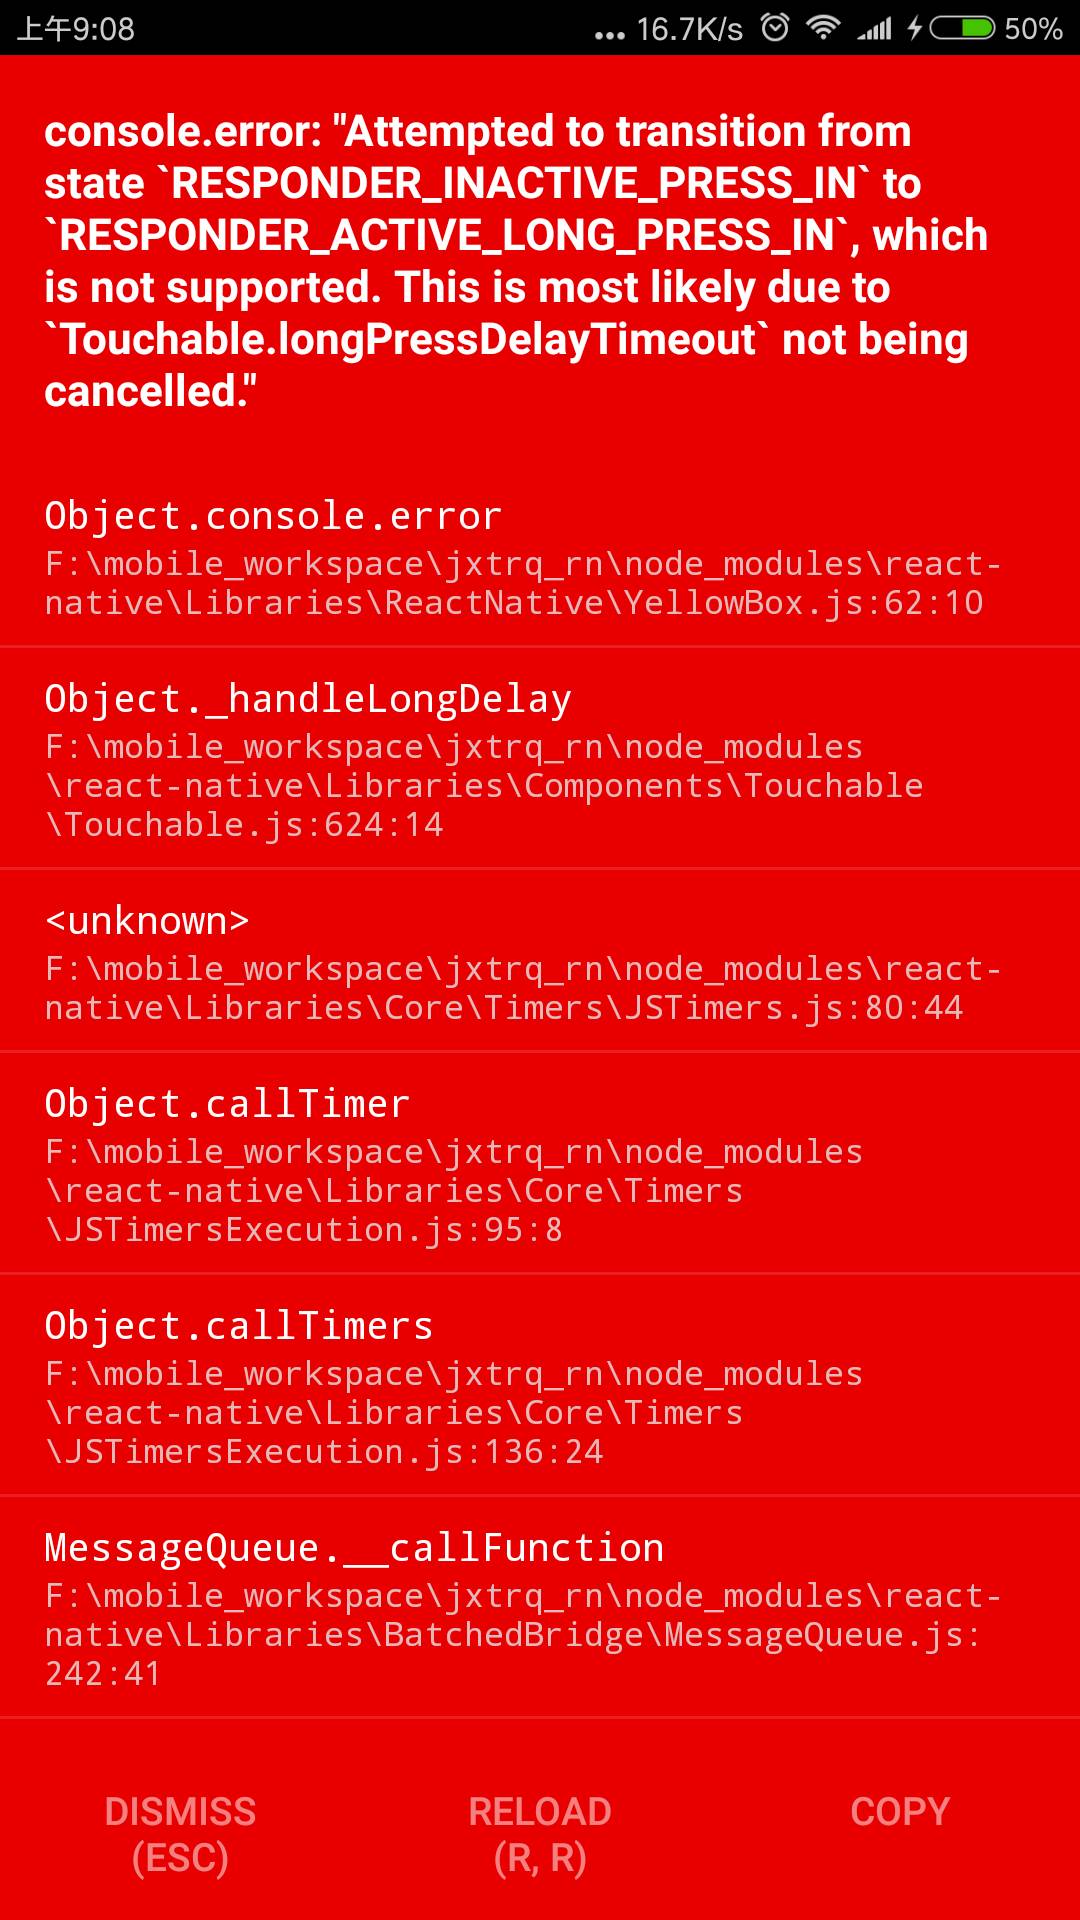 上午9:08
... 16.7K/s 50%
console.error: "Attempted to transition from
state `RESPONDER_INACTIVE_PRESS_IN` to
`RESPONDER_ACTIVE_LONG_PRESS_IN`, which
is not supported. This is most likely due to
`Touchable.longPressDelayTimeout` not being
cancelled."
Object.console.error
F:\mobile_workspace\jxtrq_rn\node_modules\react-
native\Libraries\ReactNative\YellowBox.js:62:10
Object._handleLongDelay
F:\mobile_workspace\jxtrq_rn\node_modules
\react-native\Libraries\Components\Touchable
\Touchable.js:624:14
<unknown>
F:\mobile_workspace\jxtrq_rn\node_modules\react-
native\Libraries\Core\Timers\JSTimers.js:80:44
Object.callTimer
F:\mobile_workspace\jxtrq_rn\node_modules
\react-native\Libraries\Core\Timers
\JSTimersExecution.js:95:8
Object.callTimers
F:\mobile_workspace\jxtrq_rn\node_modules
\react-native\Libraries\Core\Timers
\JSTimersExecution.js:136:24
MessageQueue.__callFunction
F:\mobile_workspace\jxtrq_rn\node_modules\react-
native\Libraries\BatchedBridge\MessageQueue.js:
242:41
DISMISS
(ESC)
RELOAD
(R, R)
COPY